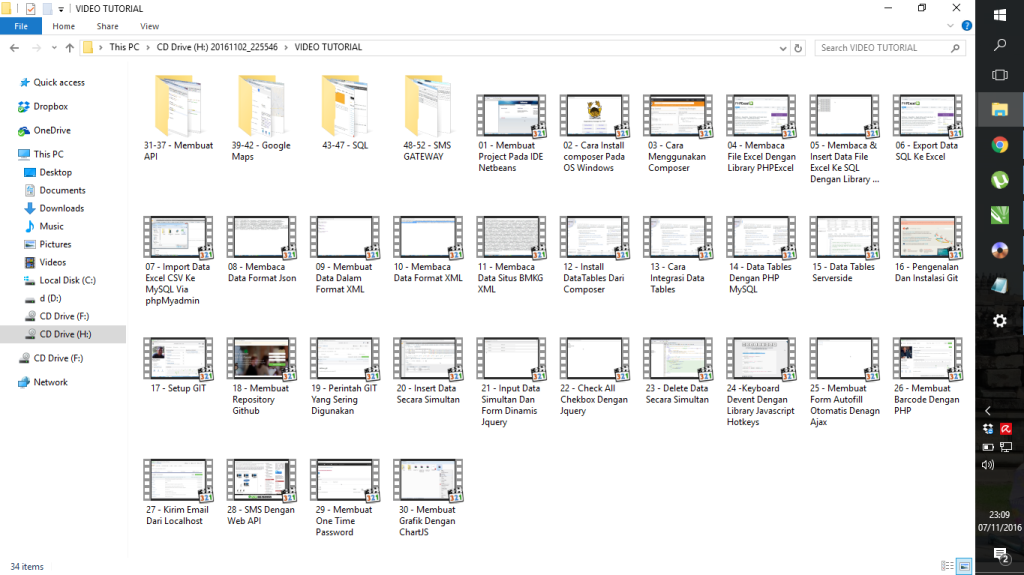 VIDEO TUTORIAL
File Home Share View
This PC > CD Drive (H:) 20161102_225546 > VIDEO TUTORIAL
Search VIDEO TUTORIAL
Quick access
Dropbox
OneDrive
This PC
Desktop
Documents
Downloads
Music
Pictures
Videos
Local Disk (C:)
d (D:)
CD Drive (F:)
CD Drive (H:)
CD Drive (F:)
Network
31-37 - Membuat
API
39-42 - Google
Maps
43-47 - SQL
48-52 - SMS
GATEWAY
01 - Membuat
Project Pada IDE
Netbeans
02 - Cara Install
composer Pada
OS Windows
03 - Cara
Menggunakan
Composer
04 - Membaca
File Excel Dengan
Library PHPExcel
05 - Membaca &
Insert Data File
Excel Ke SQL
Dengan Library ...
06 - Export Data
SQL Ke Excel
07 - Import Data
Excel CSV Ke
MySQL Via
phpMyadmin
08 - Membaca
Data Format Json
09 - Membuat
Data Dalam
Format XML
10 - Membaca
Data Format XML
11 - Membaca
Data Situs BMKG
XML
12 - Install
DataTables Dari
Composer
13 - Cara
Integrasi Data
Tables
14 - Data Tables
Dengan PHP
MySQL
15 - Data Tables
Serverside
16 - Pengenalan
Dan Instalasi Git
17 - Setup GIT
18 - Membuat
Repository
Github
19 - Perintah GIT
Yang Sering
Digunakan
20 - Insert Data
Secara Simultan
21 - Input Data
Simultan Dan
Form Dinamis
Jquery
22 - Check All
Chekbox Dengan
Jquery
23 - Delete Data
Secara Simultan
24 -Keyboard
Devent Dengan
Library Javascript
Hotkeys
25 - Membuat
Form Autofill
Otomatis Denagn
Ajax
26 - Membuat
Barcode Dengan
PHP
27 - Kirim Email
Dari Localhost
28 - SMS Dengan
Web API
29 - Membuat
One Time
Password
30 - Membuat
Grafik Dengan
ChartJS
34 items
23:09
07/11/2016
2